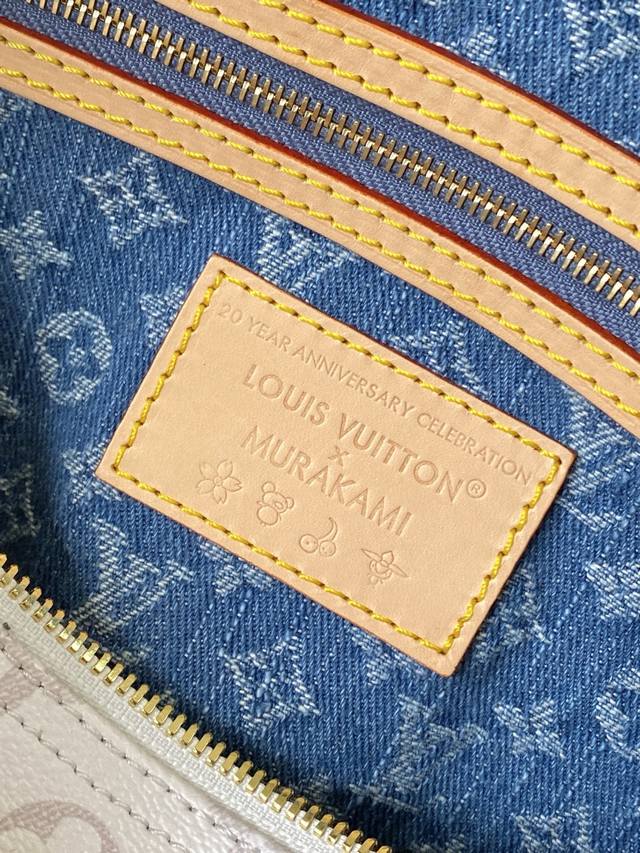 20 YEAR ANNIVERSARY CELEBRATION
LOUIS VUITTON®
x
MURAKAMI